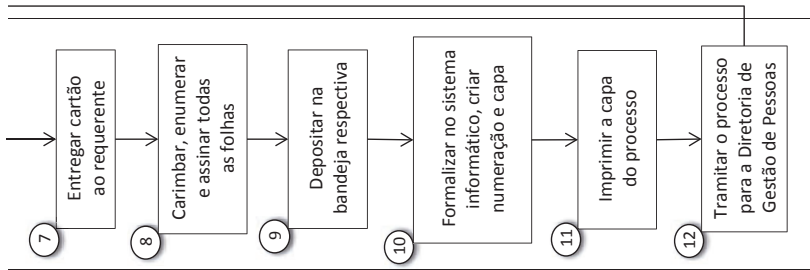 7
Entregar cartão
ao requerente
8
Carimbar, enumerar
e assinar todas
as folhas
9
Depositar na
bandeja respectiva
10
Formalizar no sistema
informático, criar
numeração e capa
11
Imprimir a capa
do processo
12
Tramitar o processo
para a Diretoria de
Gestão de Pessoas